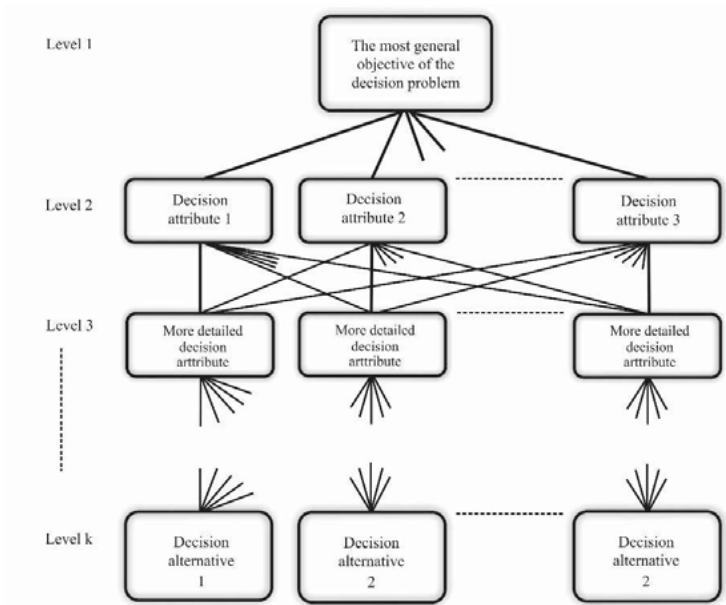 Level 1
The most general
objective of the
decision problem
Level 2
Decision
attribute 1
Decision
attribute 2
Decision
attribute 3
Level 3
More detailed
decision
arttribute
More detailed
decision
arttribute
More detailed
decision
arttribute
Level k
Decision
alternative
1
Decision
alternative
2
Decision
alternative
2